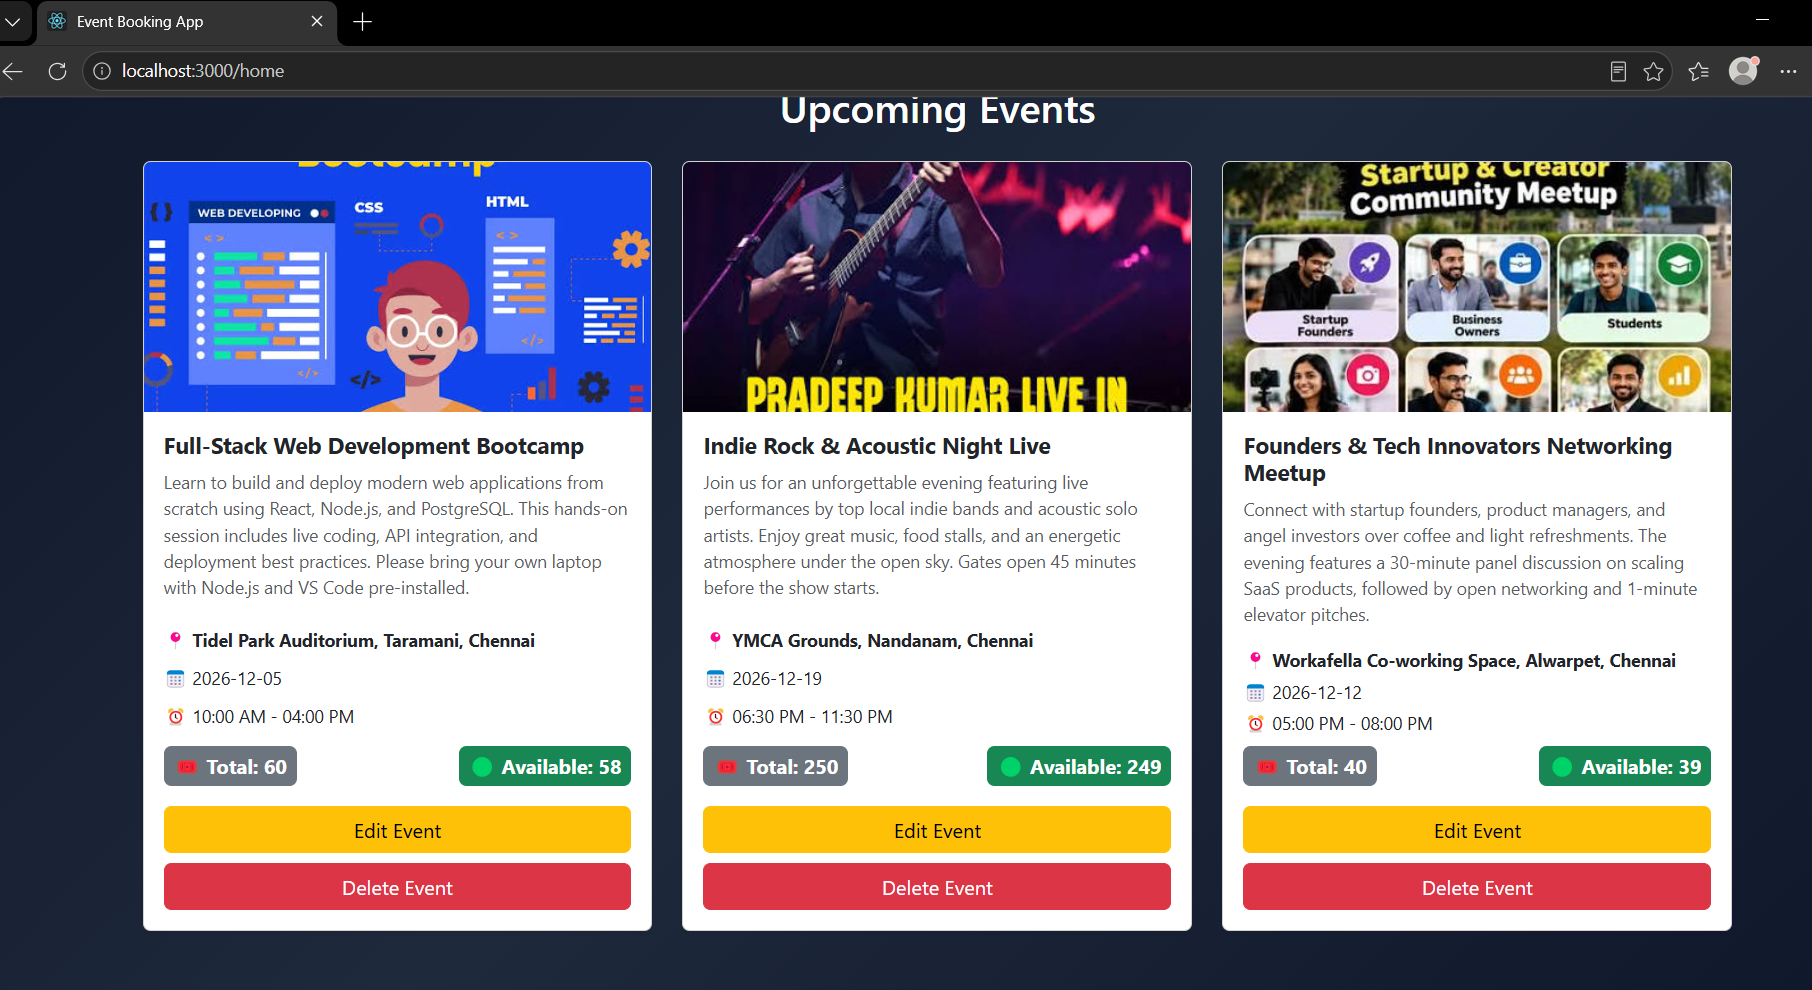 Event Booking App
localhost:3000/home
Upcoming Events
Bootcamp
WEB DEVELOPING
CSS
HTML
< >
< >
</>
</>
</>
{ }
Full-Stack Web Development Bootcamp
Learn to build and deploy modern web applications from
scratch using React, Node.js, and PostgreSQL. This hands-on
session includes live coding, API integration, and
deployment best practices. Please bring your own laptop
with Node.js and VS Code pre-installed.
Tidel Park Auditorium, Taramani, Chennai
2026-12-05
10:00 AM - 04:00 PM
Total: 60
Available: 58
Edit Event
Delete Event
PRADEEP KUMAR LIVE IN
Indie Rock & Acoustic Night Live
Join us for an unforgettable evening featuring live
performances by top local indie bands and acoustic solo
artists. Enjoy great music, food stalls, and an energetic
atmosphere under the open sky. Gates open 45 minutes
before the show starts.
YMCA Grounds, Nandanam, Chennai
2026-12-19
06:30 PM - 11:30 PM
Total: 250
Available: 249
Edit Event
Delete Event
Startup & Creator
Community Meetup
Startup
Founders
Business
Owners
Students
Founders & Tech Innovators Networking
Meetup
Connect with startup founders, product managers, and
angel investors over coffee and light refreshments. The
evening features a 30-minute panel discussion on scaling
SaaS products, followed by open networking and 1-minute
elevator pitches.
Workafella Co-working Space, Alwarpet, Chennai
2026-12-12
05:00 PM - 08:00 PM
Total: 40
Available: 39
Edit Event
Delete Event